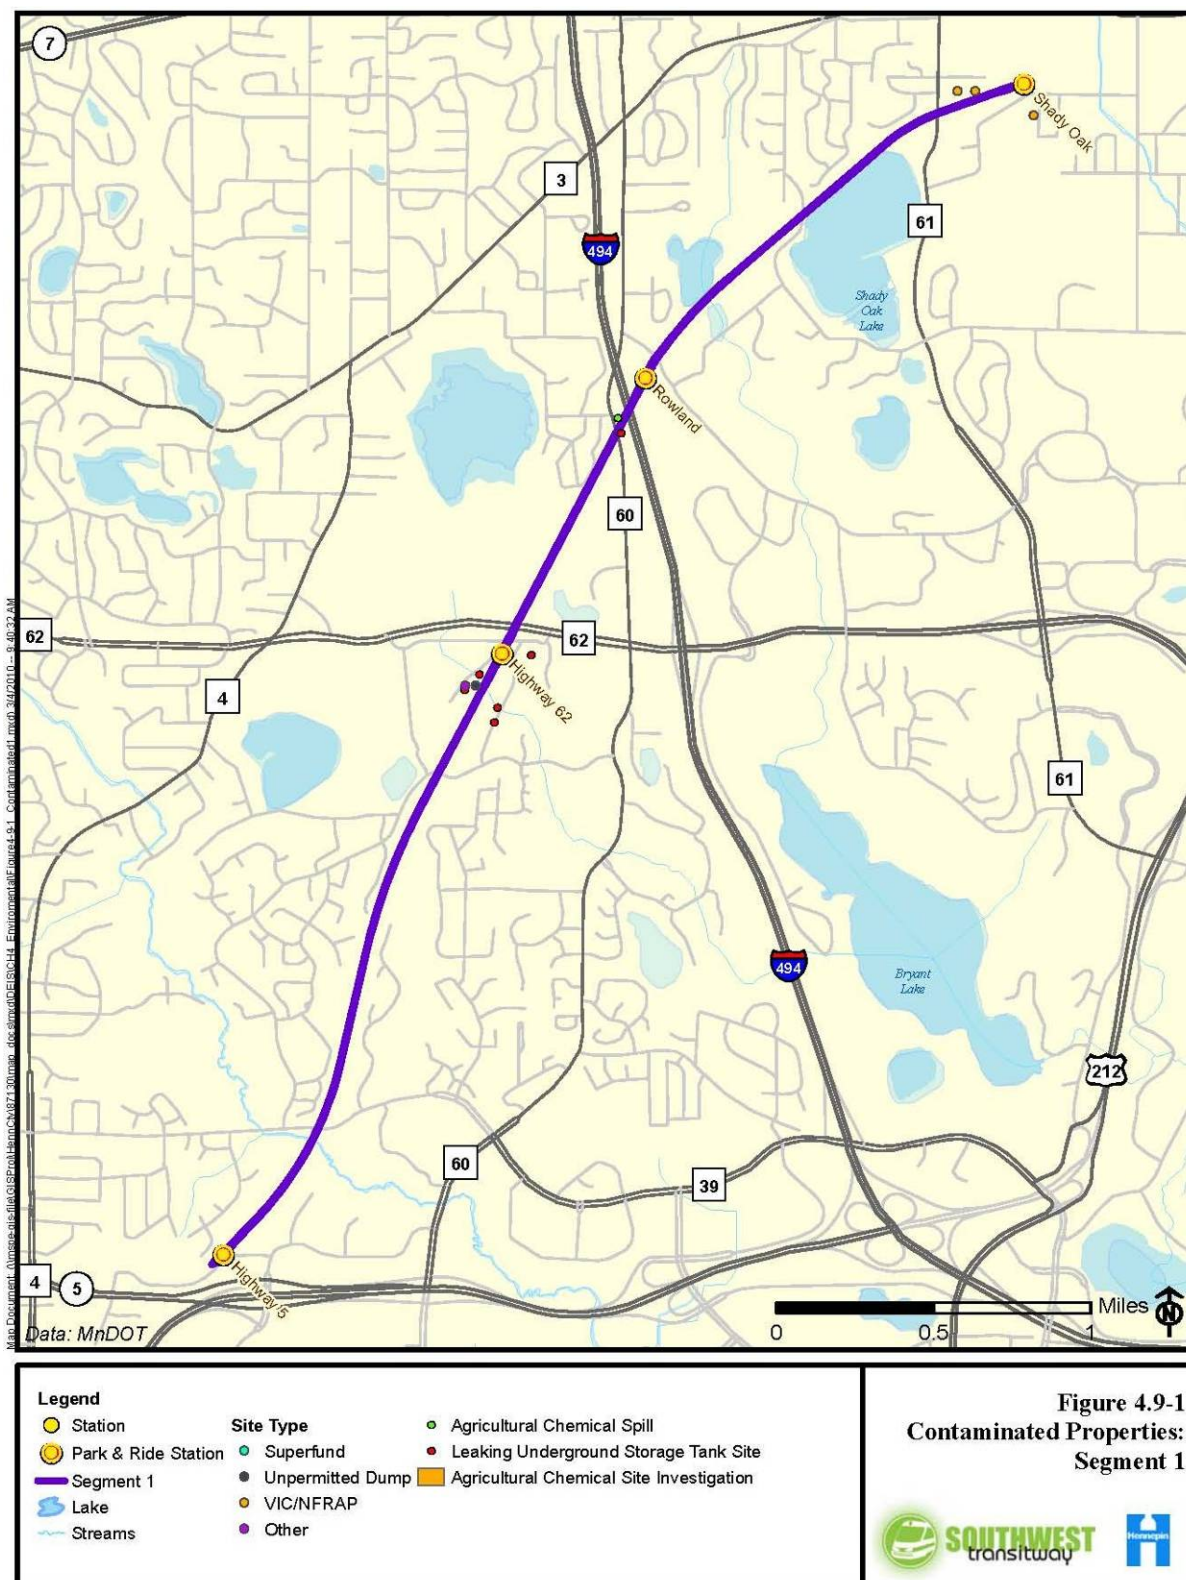 7
3
494
61
Shady Oak
Shady
Oak
Lake
Rowland
60
62
62
4
Highway 62
61
494
Bryant
Lake
212
60
39
4
5
Highway 5
Miles
0
0.5
1
N
Data: MnDOT
Legend
Station
Park & Ride Station
Segment 1
Lake
Streams
Site Type
Superfund
Unpermitted Dump
VIC/NFRAP
Other
Agricultural Chemical Spill
Leaking Underground Storage Tank Site
Agricultural Chemical Site Investigation
Figure 4.9-1
Contaminated Properties:
Segment 1
SOUTHWEST
transitway
Hennepin